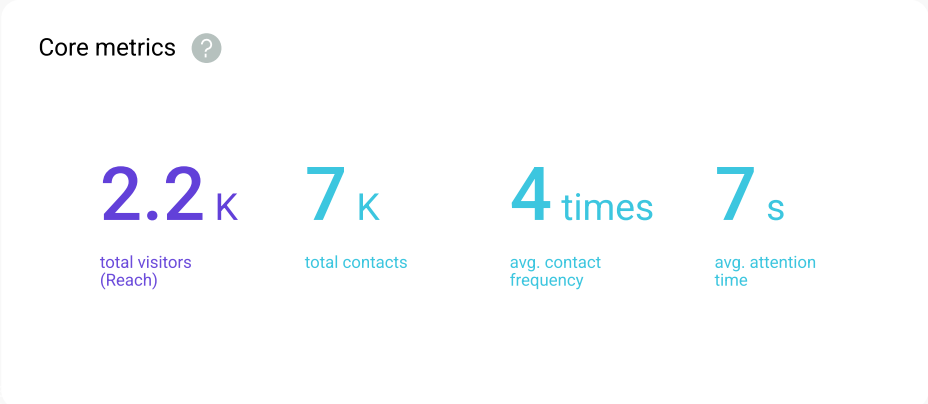 Core metrics ?
2.2 K
7 K
4 times
7 s
total visitors
(Reach)
total contacts
avg. contact
frequency
avg. attention
time